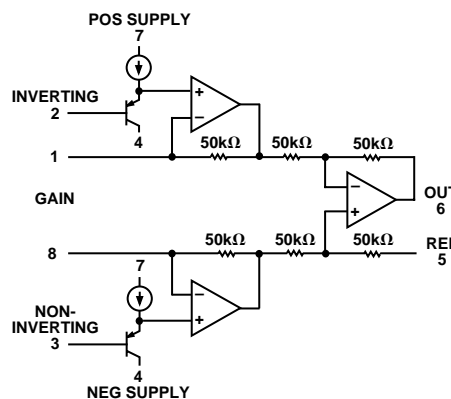 POS SUPPLY
7
INVERTING
2
+
−
4
1
50kΩ 50kΩ 50kΩ
GAIN
−
+
OUT
6
8
50kΩ 50kΩ 50kΩ
REF
5
7
NON-
INVERTING
3
−
+
4
NEG SUPPLY